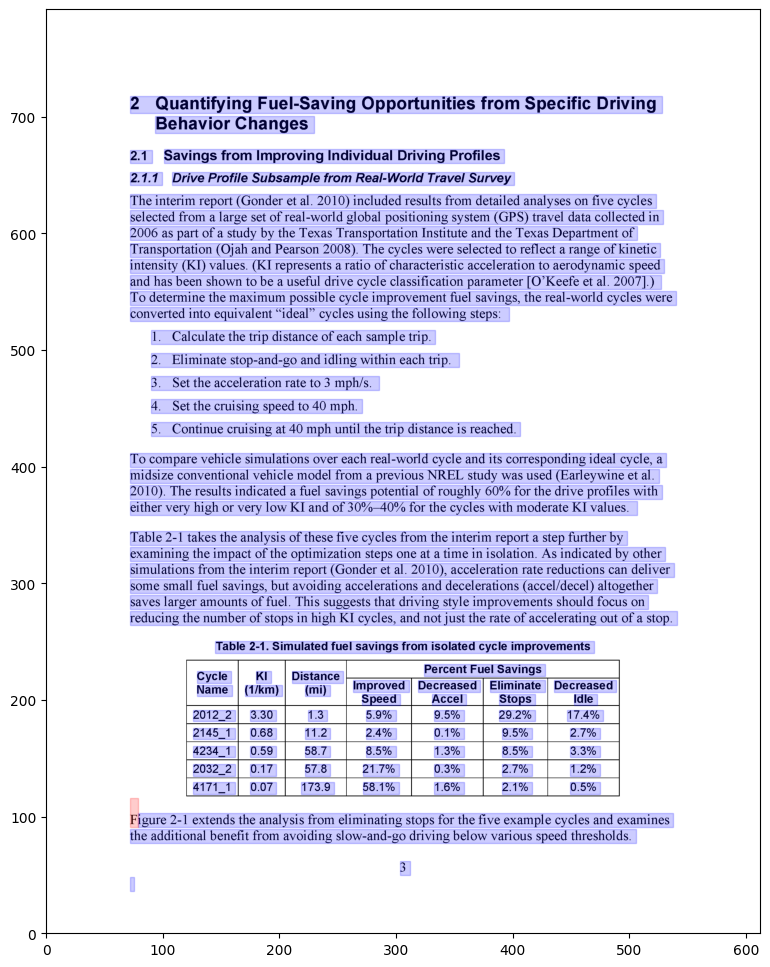 2 Quantifying Fuel-Saving Opportunities from Specific Driving
Behavior Changes
2.1 Savings from Improving Individual Driving Profiles
2.1.1 Drive Profile Subsample from Real-World Travel Survey
The interim report (Gonder et al. 2010) included results from detailed analyses on five cycles
selected from a large set of real-world global positioning system (GPS) travel data collected in
2006 as part of a study by the Texas Transportation Institute and the Texas Department of
Transportation (Ojah and Pearson 2008). The cycles were selected to reflect a range of kinetic
intensity (KI) values. (KI represents a ratio of characteristic acceleration to aerodynamic speed
and has been shown to be a useful drive cycle classification parameter [O’Keefe et al. 2007].)
To determine the maximum possible cycle improvement fuel savings, the real-world cycles were
converted into equivalent “ideal” cycles using the following steps:
1. Calculate the trip distance of each sample trip.
2. Eliminate stop-and-go and idling within each trip.
3. Set the acceleration rate to 3 mph/s.
4. Set the cruising speed to 40 mph.
5. Continue cruising at 40 mph until the trip distance is reached.
To compare vehicle simulations over each real-world cycle and its corresponding ideal cycle, a
midsize conventional vehicle model from a previous NREL study was used (Earleywine et al.
2010). The results indicated a fuel savings potential of roughly 60% for the drive profiles with
either very high or very low KI and of 30%–40% for the cycles with moderate KI values.
Table 2-1 takes the analysis of these five cycles from the interim report a step further by
examining the impact of the optimization steps one at a time in isolation. As indicated by other
simulations from the interim report (Gonder et al. 2010), acceleration rate reductions can deliver
some small fuel savings, but avoiding accelerations and decelerations (accel/decel) altogether
saves larger amounts of fuel. This suggests that driving style improvements should focus on
reducing the number of stops in high KI cycles, and not just the rate of accelerating out of a stop.
Table 2-1. Simulated fuel savings from isolated cycle improvements
Cycle Name KI (1/km) Distance (mi) Percent Fuel Savings
Improved Speed Decreased Accel Eliminate Stops Decreased Idle
2012_2 3.30 1.3 5.9% 9.5% 29.2% 17.4%
2145_1 0.68 11.2 2.4% 0.1% 9.5% 2.7%
4234_1 0.59 58.7 8.5% 1.3% 8.5% 3.3%
2032_2 0.17 57.8 21.7% 0.3% 2.7% 1.2%
4171_1 0.07 173.9 58.1% 1.6% 2.1% 0.5%
Figure 2-1 extends the analysis from eliminating stops for the five example cycles and examines
the additional benefit from avoiding slow-and-go driving below various speed thresholds.
3
700
600
500
400
300
200
100
0
0 100 200 300 400 500 600